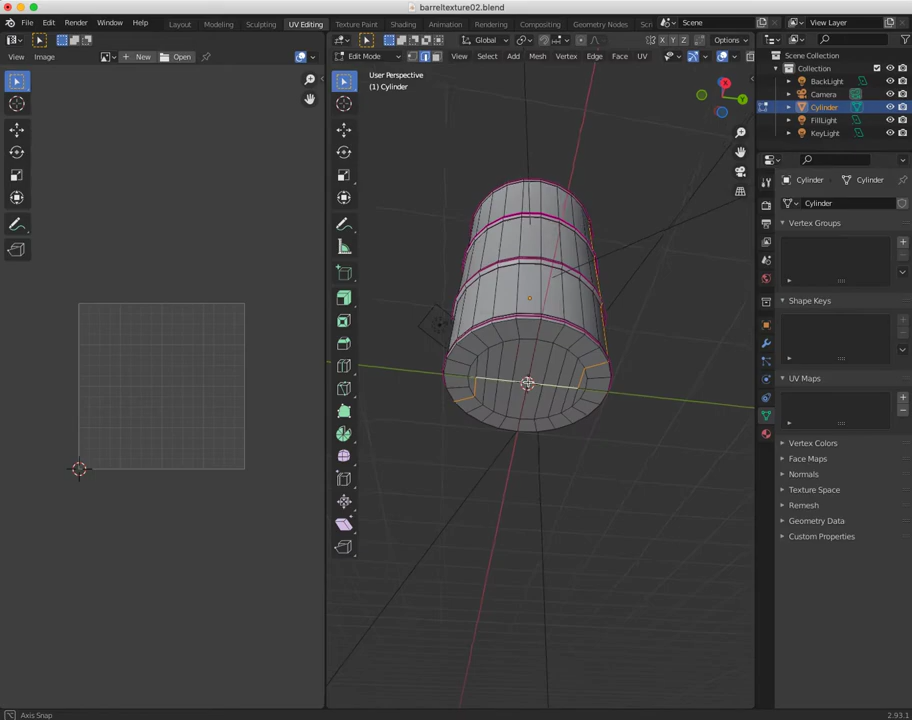 barreltexture02.blend
File Edit Render Window Help Layout Modeling Sculpting UV Editing Texture Paint Shading Animation Rendering Compositing Geometry Nodes Scene View Layer
New Open Global X Y Z Options
View Image Edit Mode View Select Add Mesh Vertex Edge Face UV
User Perspective
(1) Cylinder
X
Y
Z
Scene Collection
Collection
BackLight
Camera
Cylinder
FillLight
KeyLight
Cylinder Cylinder
Cylinder
Vertex Groups
Shape Keys
UV Maps
Vertex Colors
Face Maps
Normals
Texture Space
Remesh
Geometry Data
Custom Properties
Axis Snap 2.93.1